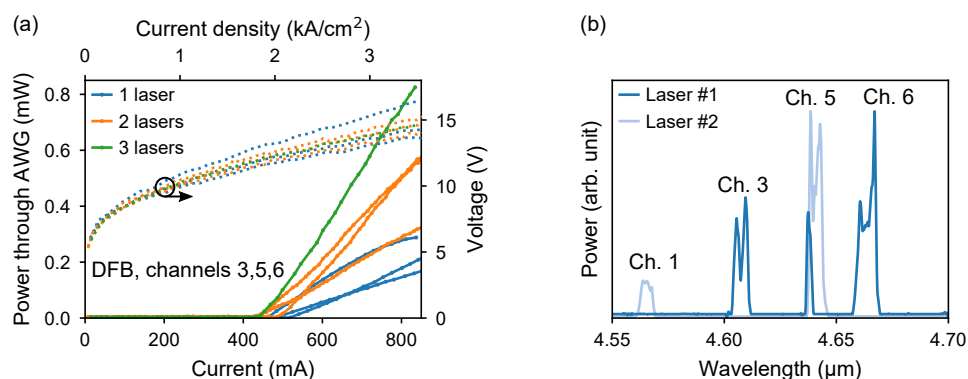 (a)
Current density (kA/cm²)
0 1 2 3
Power through AWG (mW)
0.8
0.6
0.4
0.2
0.0
1 laser
2 lasers
3 lasers
DFB, channels 3,5,6
15
10
5
0
Voltage (V)
0 200 400 600 800
Current (mA)
(b)
Power (arb. unit)
Laser #1
Laser #2
Ch. 1
Ch. 3
Ch. 5
Ch. 6
4.55 4.60 4.65 4.70
Wavelength (µm)